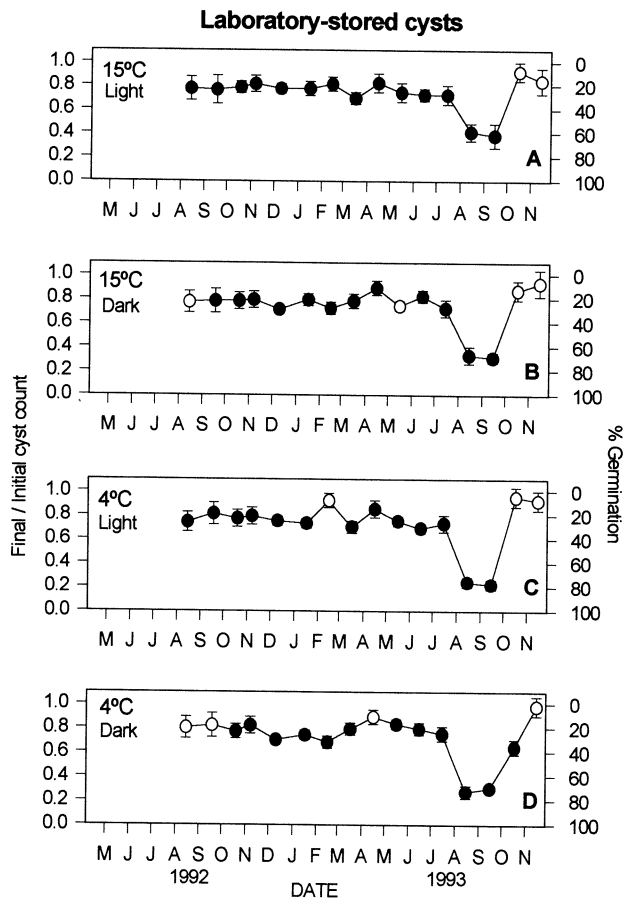 Laboratory-stored cysts
Final / Initial cyst count
% Germination
15ºC
Light
A
1.0
0.8
0.6
0.4
0.2
0.0
0
20
40
60
80
100
M J J A S O N D J F M A M J J A S O N
15ºC
Dark
B
1.0
0.8
0.6
0.4
0.2
0.0
0
20
40
60
80
100
M J J A S O N D J F M A M J J A S O N
4ºC
Light
C
1.0
0.8
0.6
0.4
0.2
0.0
0
20
40
60
80
100
M J J A S O N D J F M A M J J A S O N
4ºC
Dark
D
1.0
0.8
0.6
0.4
0.2
0.0
0
20
40
60
80
100
M J J A S O N D J F M A M J J A S O N
1992 1993
DATE